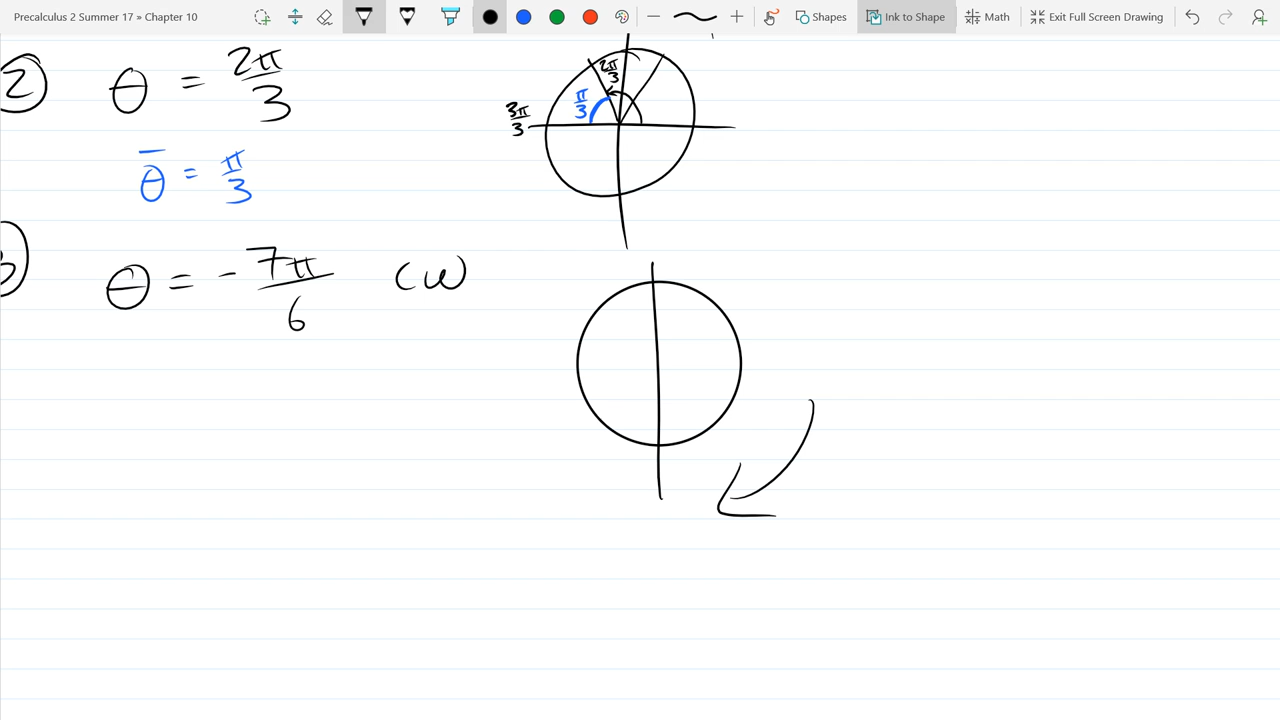 Precalculus 2 Summer 17 » Chapter 10
Shapes
Ink to Shape
Math
Exit Full Screen Drawing
2 θ = 2π/3
2π/3
π/3
3π/3
θ̅ = π/3
θ = -7π/6 CW